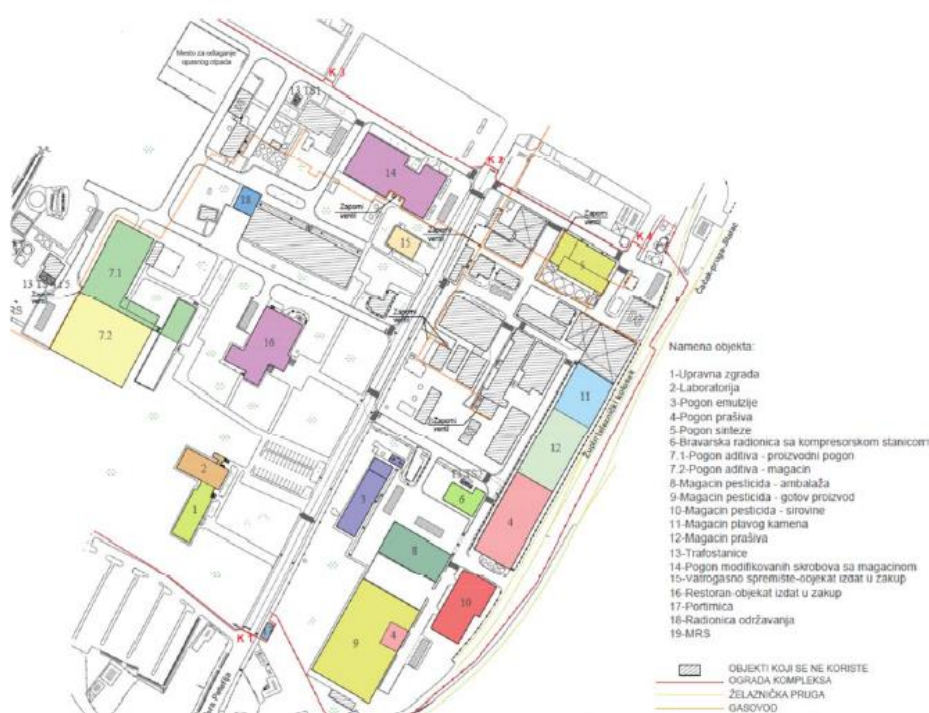 Mesto za odlaganje
opasnog otpada
K 3
13 TS1
K 2
14
Zaporni
ventil
18
15
Zaporni
ventil
Zaporni
ventil
5
K 4
Čačak-pruga-
7.1
7.2
16
Zaporni
ventil
Zaporni
ventil
11
12
4
2
1
3
6
8
9
4
10
K 1
Namena objekta:
1-Upravna zgrada
2-Laboratorija
3-Pogon emulzije
4-Pogon prašiva
5-Pogon sinteze
6-Bravarska radionica sa kompresorskom stanicom
7.1-Pogon aditiva - proizvodni pogon
7.2-Pogon aditiva - magacin
8-Magacin pesticida - ambalaža
9-Magacin pesticida - gotov proizvod
10-Magacin pesticida - sirovine
11-Magacin plavog kamena
12-Magacin prašiva
13-Trafostanice
14-Pogon modifikovanih skrobova sa magacinom
15-Vatrogasno spremište-objekat izdat u zakup
16-Restoran-objekat izdat u zakup
17-Portirnica
18-Radionica održavanja
19-MRS
OBJEKTI KOJI SE NE KORISTE
OGRADA KOMPLEKSA
ŽELAZNIČKA PRUGA
GASOVOD